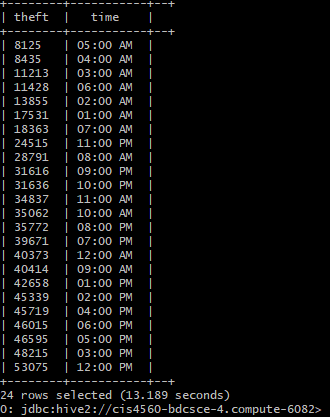 +--------+-----------+--+
| theft | time | |
+--------+-----------+--+
| 8125 | 05:00 AM |
| 8435 | 04:00 AM |
| 11213 | 03:00 AM |
| 11428 | 06:00 AM |
| 13855 | 02:00 AM |
| 17531 | 01:00 AM |
| 18363 | 07:00 AM |
| 24515 | 11:00 PM |
| 28791 | 08:00 AM |
| 31616 | 09:00 PM |
| 31636 | 10:00 PM |
| 34837 | 11:00 AM |
| 35062 | 10:00 AM |
| 35772 | 08:00 PM |
| 39671 | 07:00 PM |
| 40373 | 12:00 AM |
| 40414 | 09:00 AM |
| 42658 | 01:00 PM |
| 45339 | 02:00 PM |
| 45719 | 04:00 PM |
| 46015 | 06:00 PM |
| 46595 | 05:00 PM |
| 48215 | 03:00 PM |
| 53075 | 12:00 PM |
+--------+-----------+--+
24 rows selected (13.189 seconds)
0: jdbc:hive2://cis4560-bdcsce-4.compute-6082>